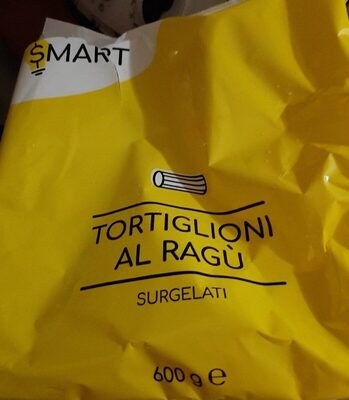 SMART
TORTIGLIONI
AL RAGÙ
SURGELATI
600 g e